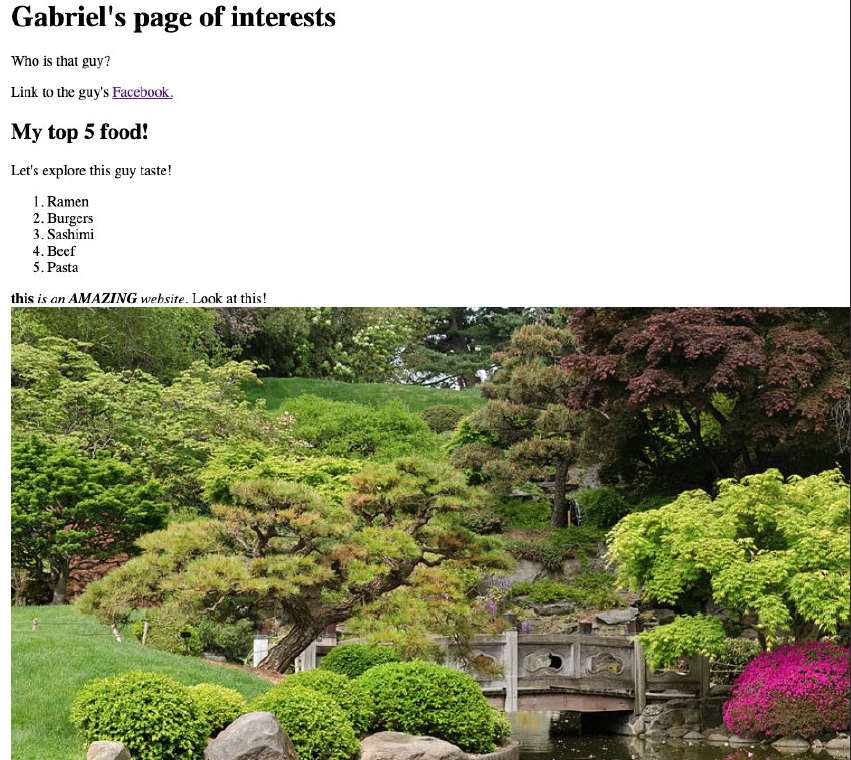 Gabriel's page of interests
Who is that guy?
Link to the guy's Facebook.
My top 5 food!
Let's explore this guy taste!
1. Ramen
2. Burgers
3. Sashimi
4. Beef
5. Pasta
this is an AMAZING website. Look at this!